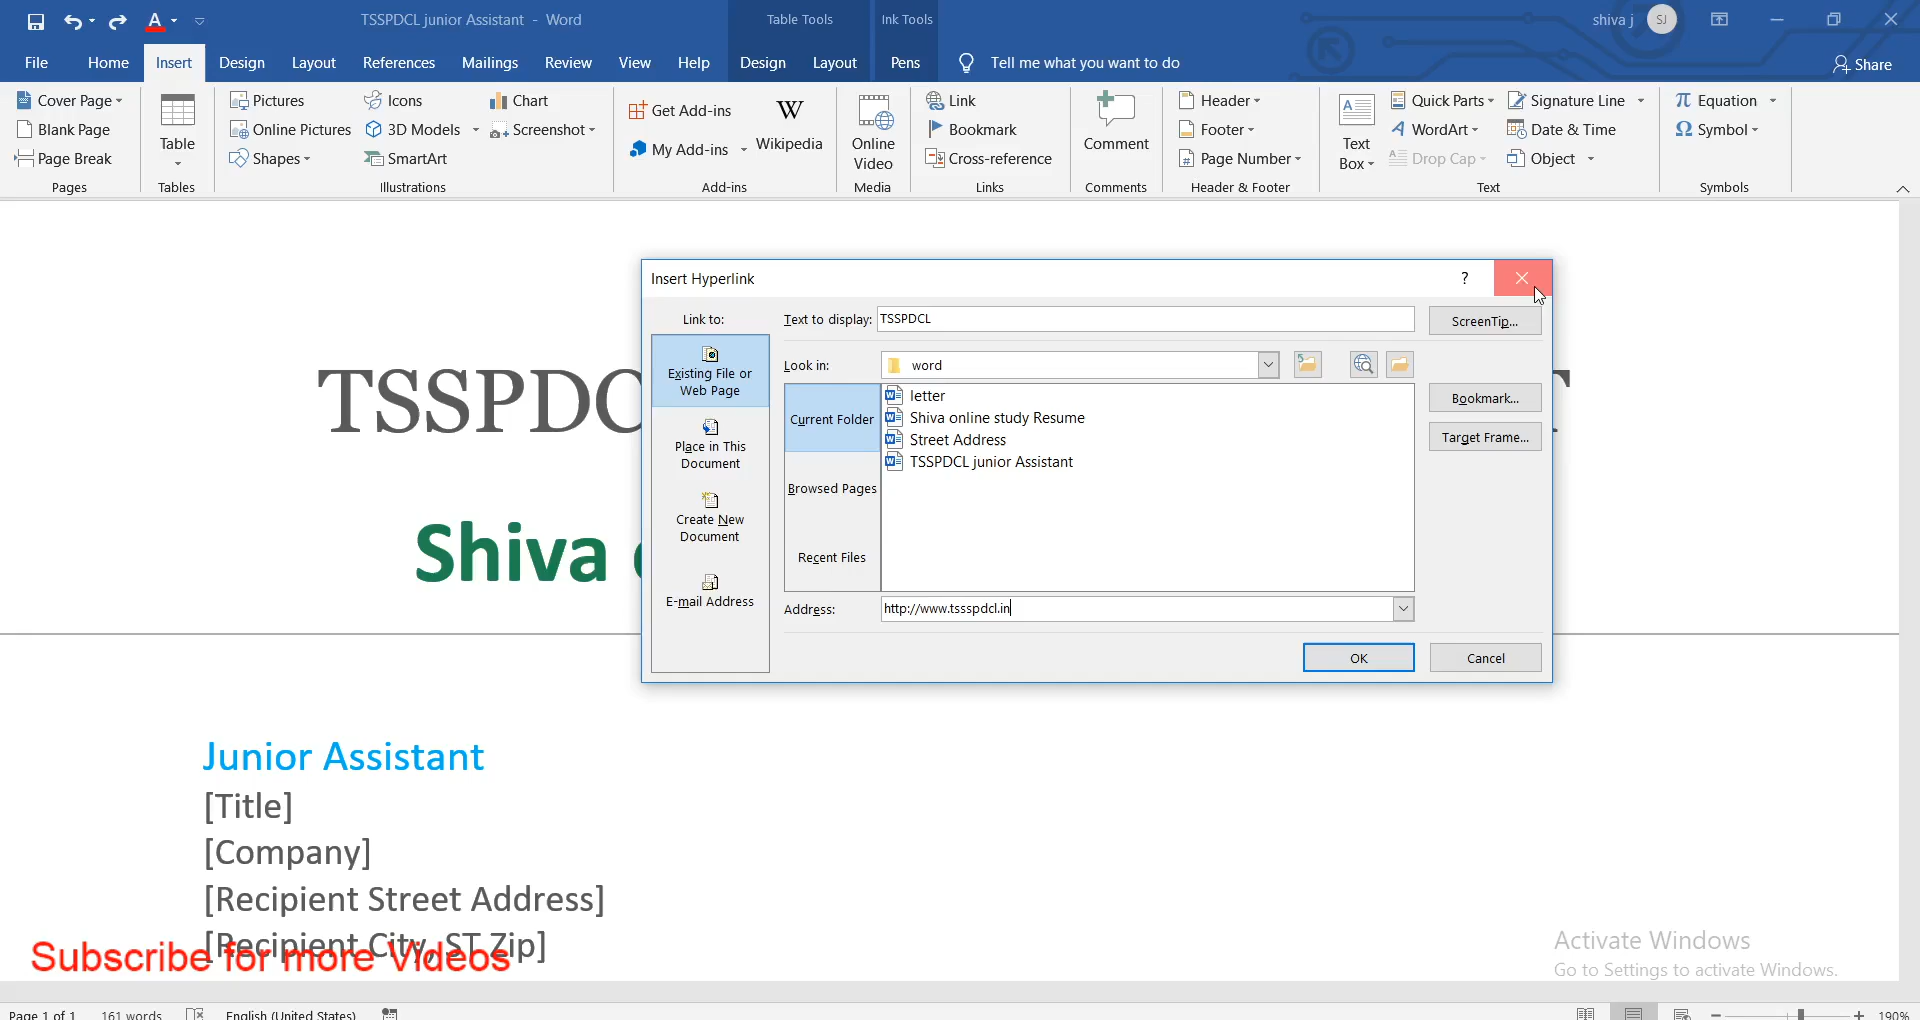 TSSPDCL junior Assistant - Word
Table Tools
Ink Tools
shiva j
SJ
File Home Insert Design Layout References Mailings Review View Help Design Layout Pens Tell me what you want to do Share
Cover Page
Blank Page
Page Break
Pages
Table
Tables
Pictures
Online Pictures
Shapes
Icons
3D Models
SmartArt
Chart
Screenshot
Illustrations
Get Add-ins
My Add-ins
W
Wikipedia
Add-ins
Online
Video
Media
Link
Bookmark
Cross-reference
Links
Comment
Comments
Header
Footer
Page Number
Header & Footer
Text
Box
Quick Parts
WordArt
Drop Cap
Signature Line
Date & Time
Object
Text
π Equation
Ω Symbol
Symbols
Insert Hyperlink
?
Link to:
Text to display: TSSPDCL
ScreenTip...
Existing File or
Web Page
Look in: word
Current Folder
letter
Shiva online study Resume
Street Address
TSSPDCL junior Assistant
Bookmark...
Target Frame...
Place in This
Document
Browsed Pages
Create New
Document
Recent Files
E-mail Address
Address: http://www.tssspdcl.in
OK
Cancel
TSSPDC
Shiva
Junior Assistant
[Title]
[Company]
[Recipient Street Address]
[Recipient City, ST Zip]
Subscribe for more Videos
Activate Windows
Go to Settings to activate Windows.
Page 1 of 1 161 words English (United States) 190%